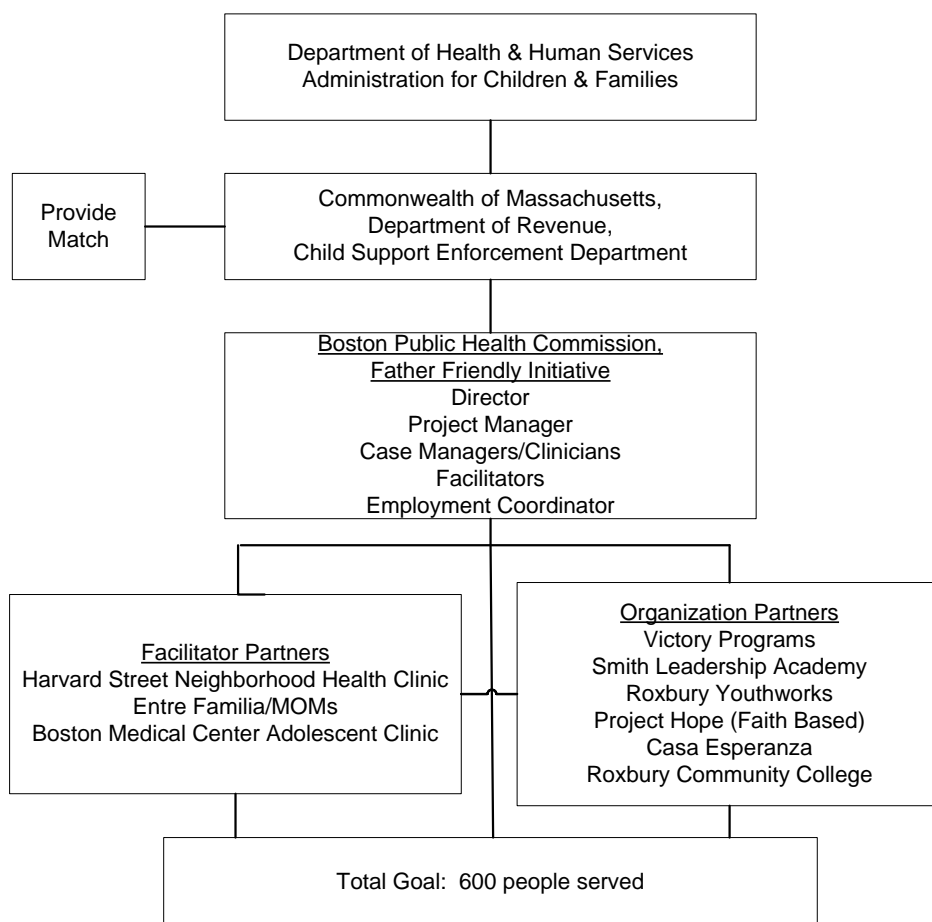 Department of Health & Human Services
Administration for Children & Families
Provide
Match
Commonwealth of Massachusetts,
Department of Revenue,
Child Support Enforcement Department
Boston Public Health Commission,
Father Friendly Initiative
Director
Project Manager
Case Managers/Clinicians
Facilitators
Employment Coordinator
Facilitator Partners
Harvard Street Neighborhood Health Clinic
Entre Familia/MOMs
Boston Medical Center Adolescent Clinic
Organization Partners
Victory Programs
Smith Leadership Academy
Roxbury Youthworks
Project Hope (Faith Based)
Casa Esperanza
Roxbury Community College
Total Goal:  600 people served